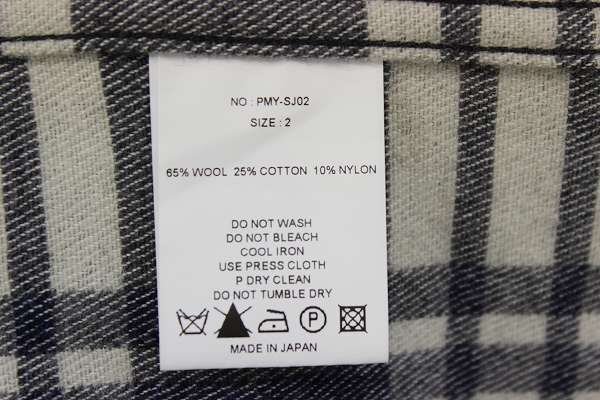 NO : PMY-SJ02
SIZE : 2
65% WOOL 25% COTTON 10% NYLON
DO NOT WASH
DO NOT BLEACH
COOL IRON
USE PRESS CLOTH
P DRY CLEAN
DO NOT TUMBLE DRY
P
MADE IN JAPAN